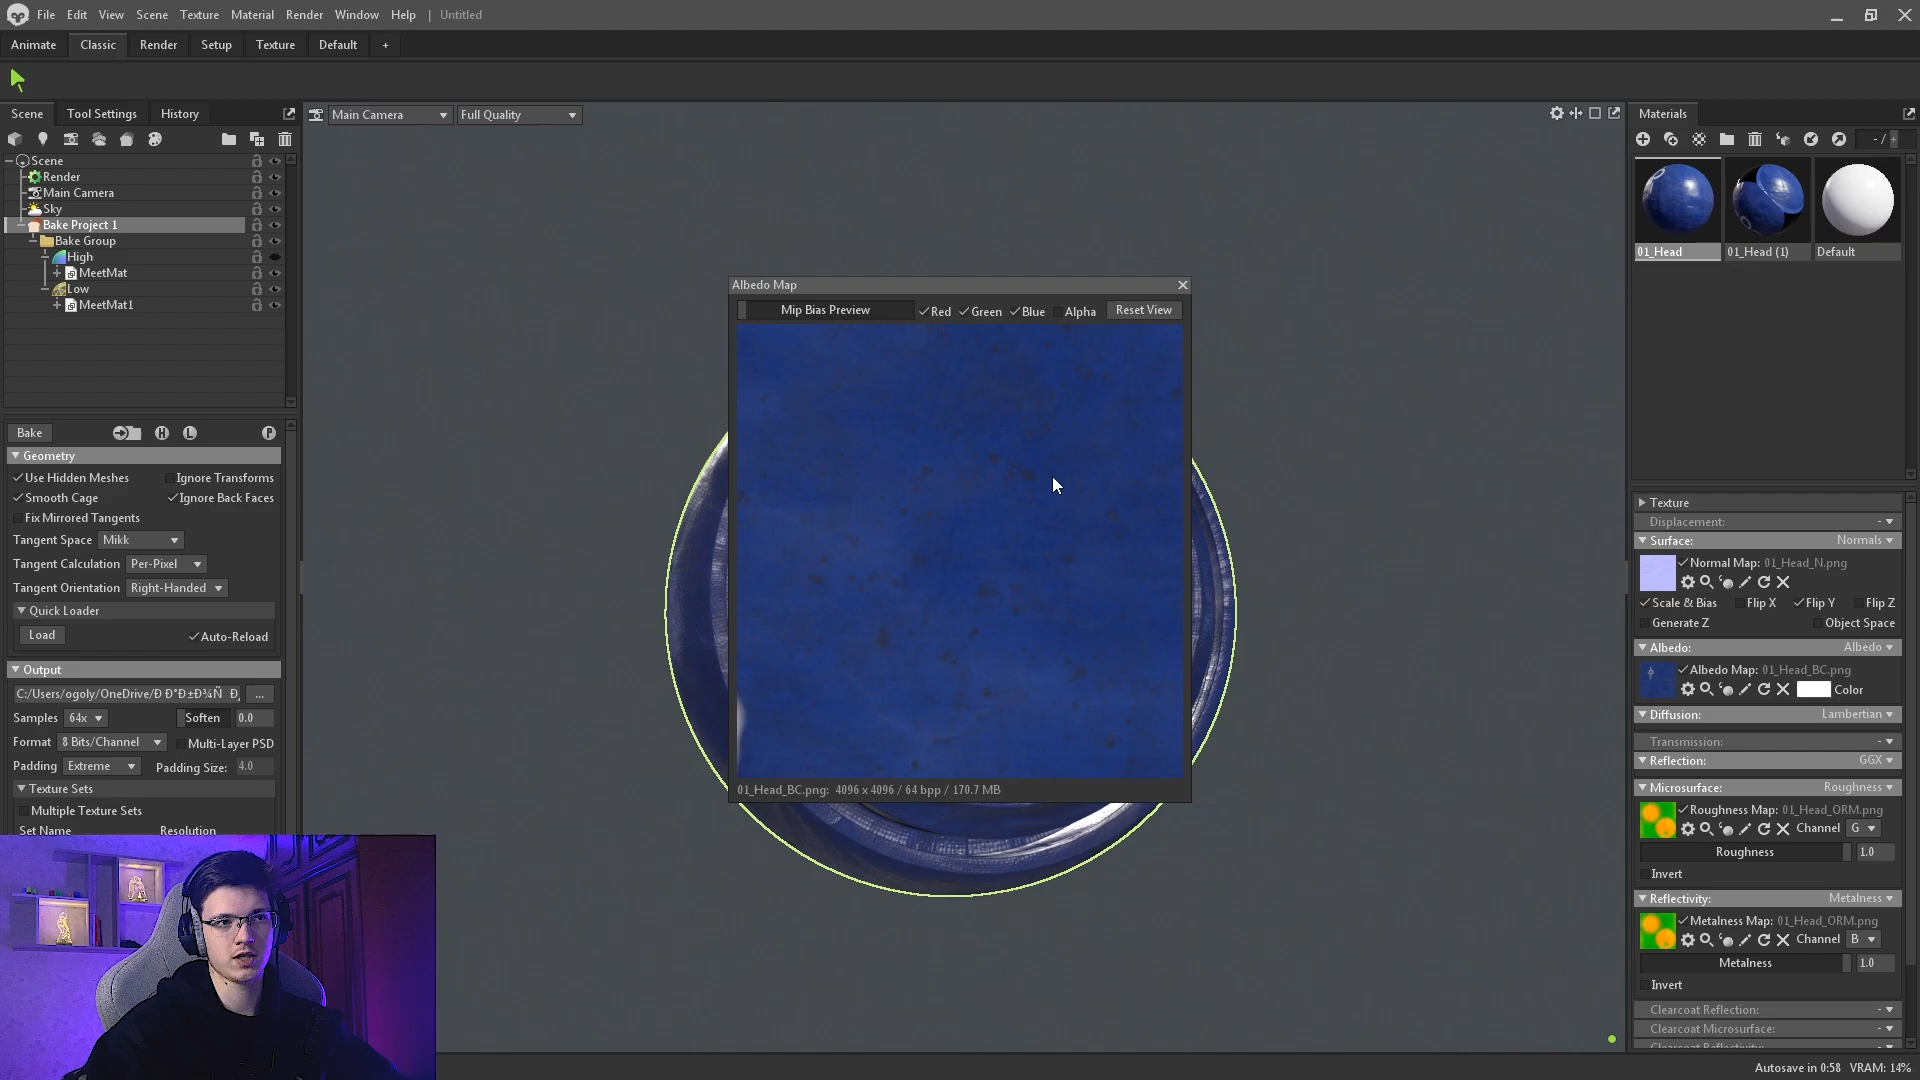 File Edit View Scene Texture Material Render Window Help | Untitled
Animate Classic Render Setup Texture Default +
Scene Tool Settings History
Scene
Render
Main Camera
Sky
Bake Project 1
Bake Group
High
MeetMat
Low
MeetMat1
Bake H L P
Geometry
Use Hidden Meshes Ignore Transforms
Smooth Cage Ignore Back Faces
Fix Mirrored Tangents
Tangent Space Mikk
Tangent Calculation Per-Pixel
Tangent Orientation Right-Handed
Quick Loader
Load Auto-Reload
Output
C:/Users/ogoly/OneDrive/Ð Ð°Ð±Ð¾Ñ Ð¸ ...
Samples 64x Soften 0.0
Format 8 Bits/Channel Multi-Layer PSD
Padding Extreme Padding Size: 4.0
Texture Sets
Multiple Texture Sets
Set Name Resolution
Main Camera Full Quality
Albedo Map
Mip Bias Preview Red Green Blue Alpha Reset View
01_Head_BC.png: 4096 x 4096 / 64 bpp / 170.7 MB
Materials
- / +
01_Head 01_Head (1) Default
Texture
Displacement: -
Surface: Normals
Normal Map: 01_Head_N.png
Scale & Bias Flip X Flip Y Flip Z
Generate Z Object Space
Albedo: Albedo
Albedo Map: 01_Head_BC.png
Color
Diffusion: Lambertian
Transmission: -
Reflection: GGX
Microsurface: Roughness
Roughness Map: 01_Head_ORM.png
Channel G
Roughness 1.0
Invert
Reflectivity: Metalness
Metalness Map: 01_Head_ORM.png
Channel B
Metalness 1.0
Invert
Clearcoat Reflection: -
Clearcoat Microsurface: -
Clearcoat Reflectivity: -
Autosave in 0:58 VRAM: 14%